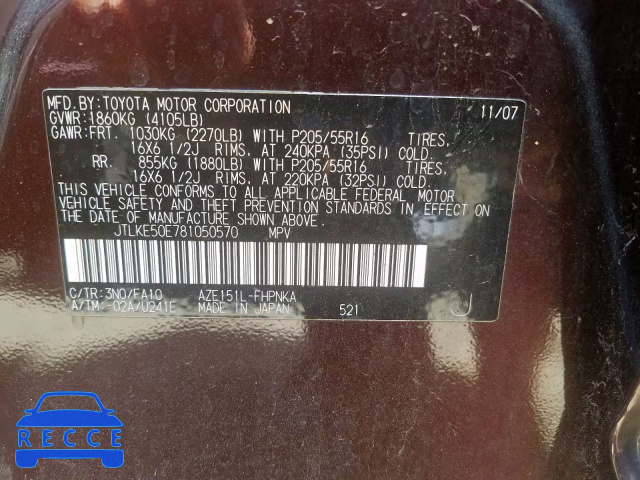 MFD.BY:TOYOTA MOTOR CORPORATION 11/07
GVWR:1860KG (4105LB)
GAWR:FRT. 1030KG (2270LB) WITH P205/55R16 TIRES.
16X6 1/2J RIMS. AT 240KPA (35PSI) COLD.
RR. 855KG (1880LB) WITH P205/55R16 TIRES.
16X6 1/2J RIMS. AT 220KPA (32PSI) COLD.
THIS VEHICLE CONFORMS TO ALL APPLICABLE FEDERAL MOTOR
VEHICLE SAFETY AND THEFT PREVENTION STANDARDS IN EFFECT ON
THE DATE OF MANUFACTURE SHOWN ABOVE.
JTLKE50E781050570 MPV
C/TR:3N0/FA10 AZE151L-FHPNKA
A/TM:-02A/U241E MADE IN JAPAN 521 J
RECCE